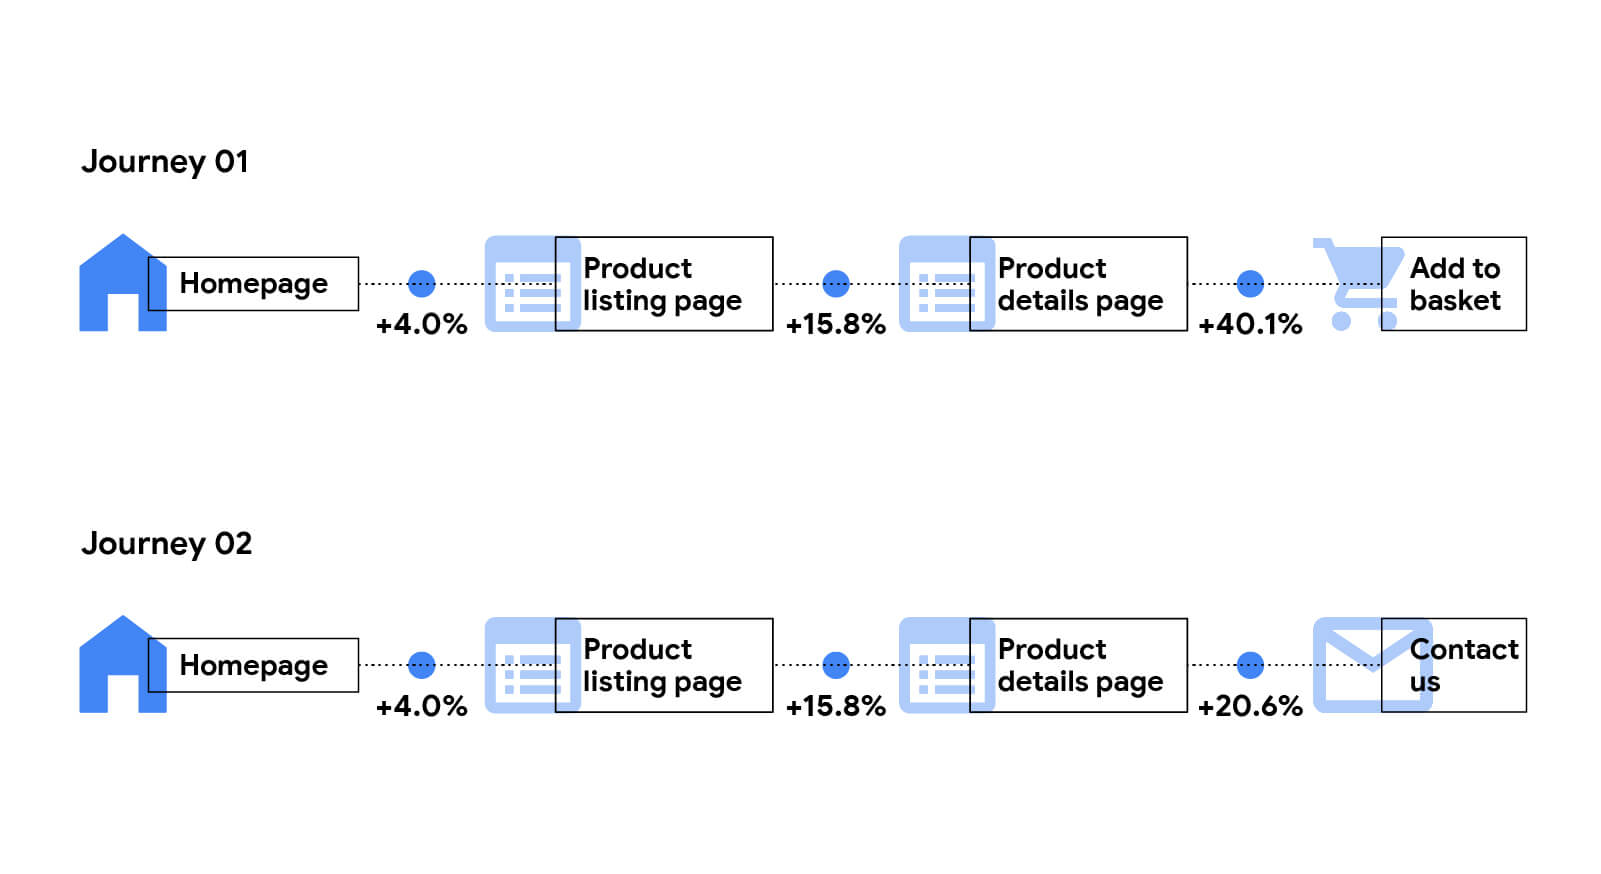 Journey 01
Homepage
+4.0%
Product
listing page
+15.8%
Product
details page
+40.1%
Add to
basket
Journey 02
Homepage
+4.0%
Product
listing page
+15.8%
Product
details page
+20.6%
Contact
us